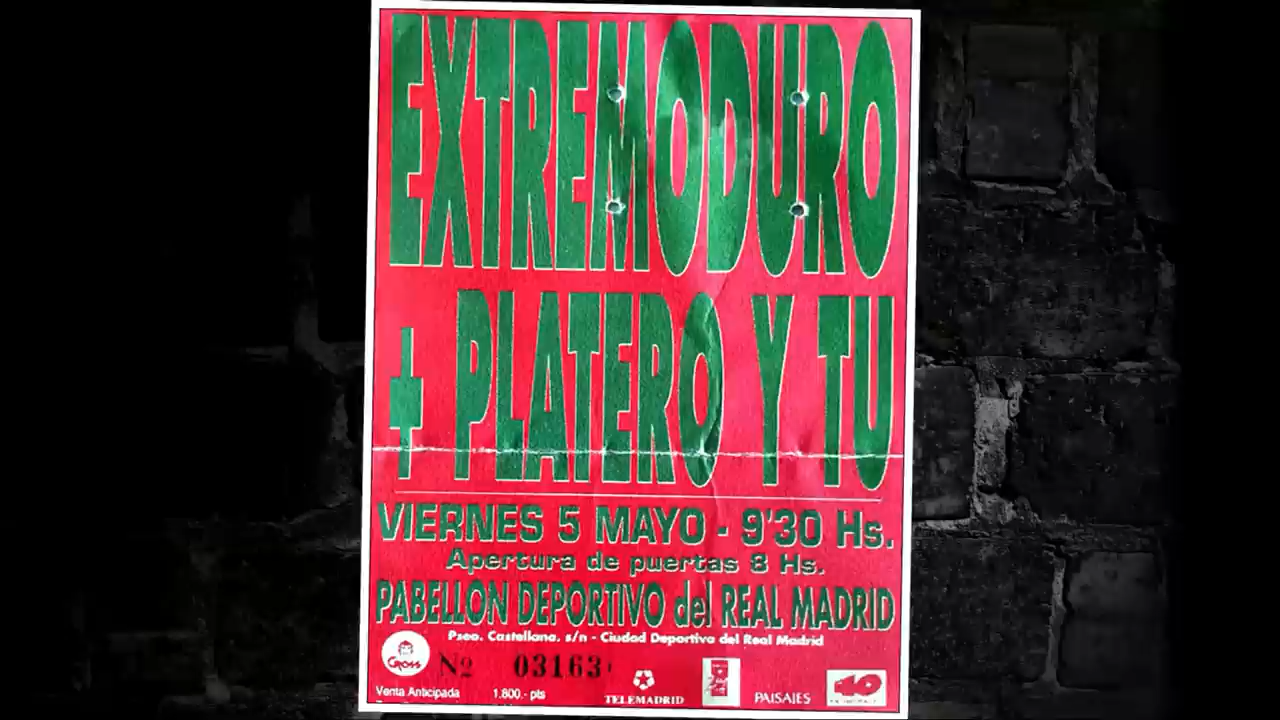 EXTREMODURO
+ PLATERO Y TU
VIERNES 5 MAYO - 9'30 Hs.
Apertura de puertas 8 Hs.
PABELLON DEPORTIVO del REAL MADRID
Pseo. Castellana, s/n - Ciudad Deportiva del Real Madrid
CROSS
Nº 03163
Venta Anticipada 1.800.- pts
TELEMADRID
PAISAJES
40